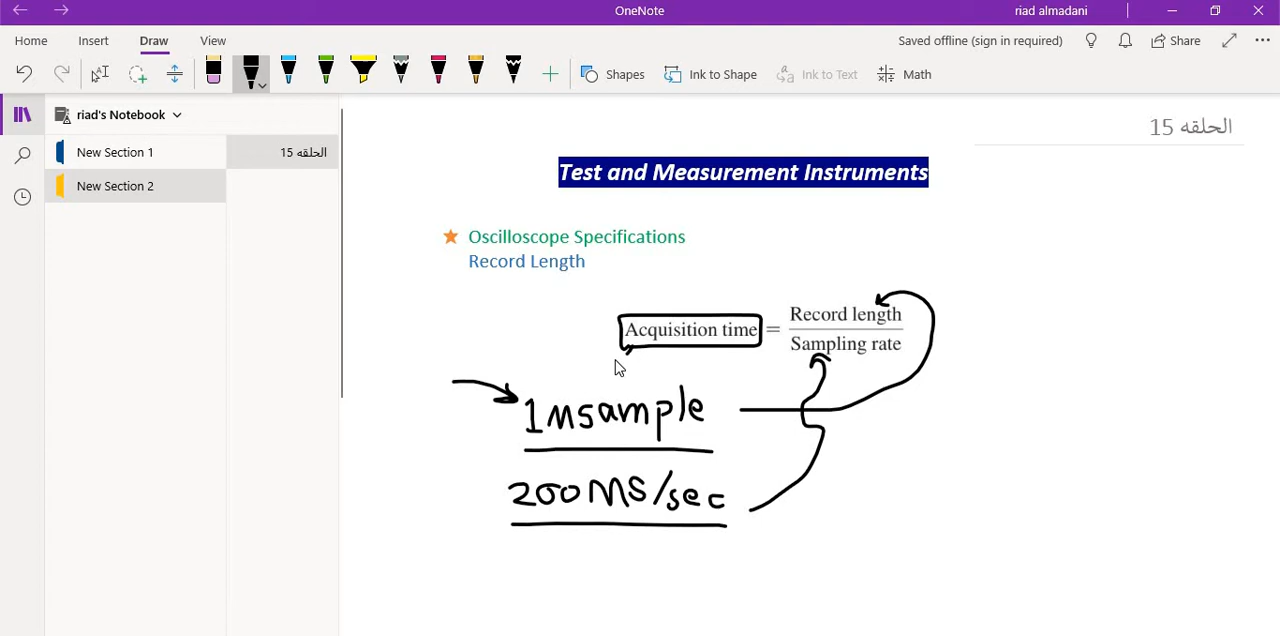 OneNote
riad almadani
Home Insert Draw View
Saved offline (sign in required)
Share
Shapes
Ink to Shape
Ink to Text
Math
riad's Notebook
New Section 1
New Section 2
الحلقه 15
الحلقه 15
Test and Measurement Instruments
Oscilloscope Specifications
Record Length
Acquisition time = Record length
Sampling rate
1Msample
200MS/sec